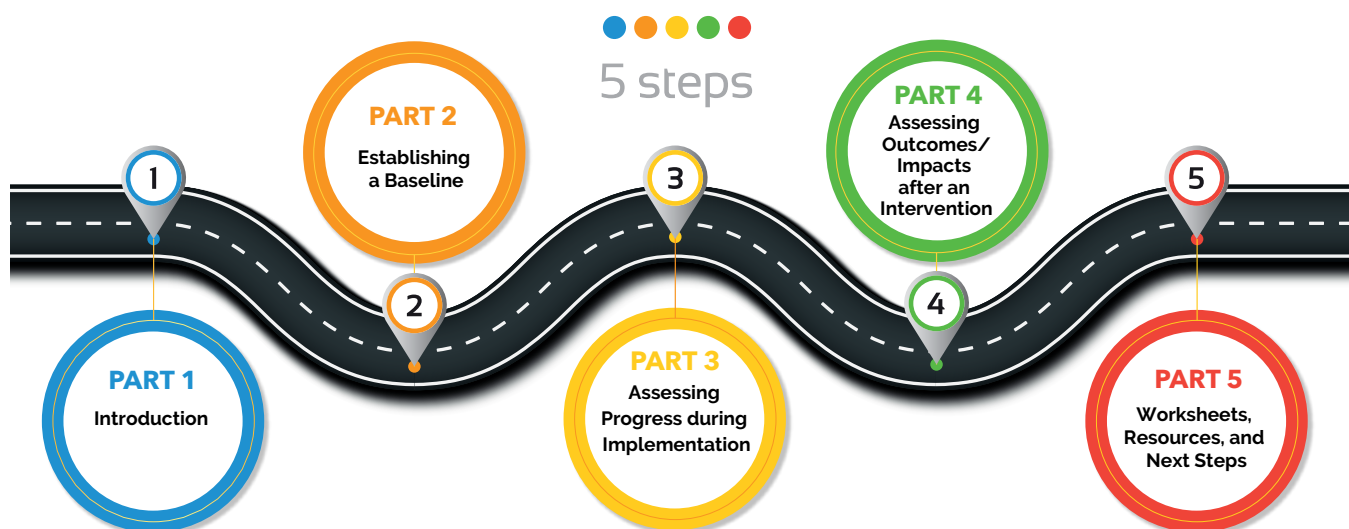 5 steps
1
PART 1
Introduction
PART 2
Establishing
a Baseline
2
3
PART 3
Assessing
Progress during
Implementation
PART 4
Assessing
Outcomes/
Impacts
after an
Intervention
4
5
PART 5
Worksheets,
Resources, and
Next Steps